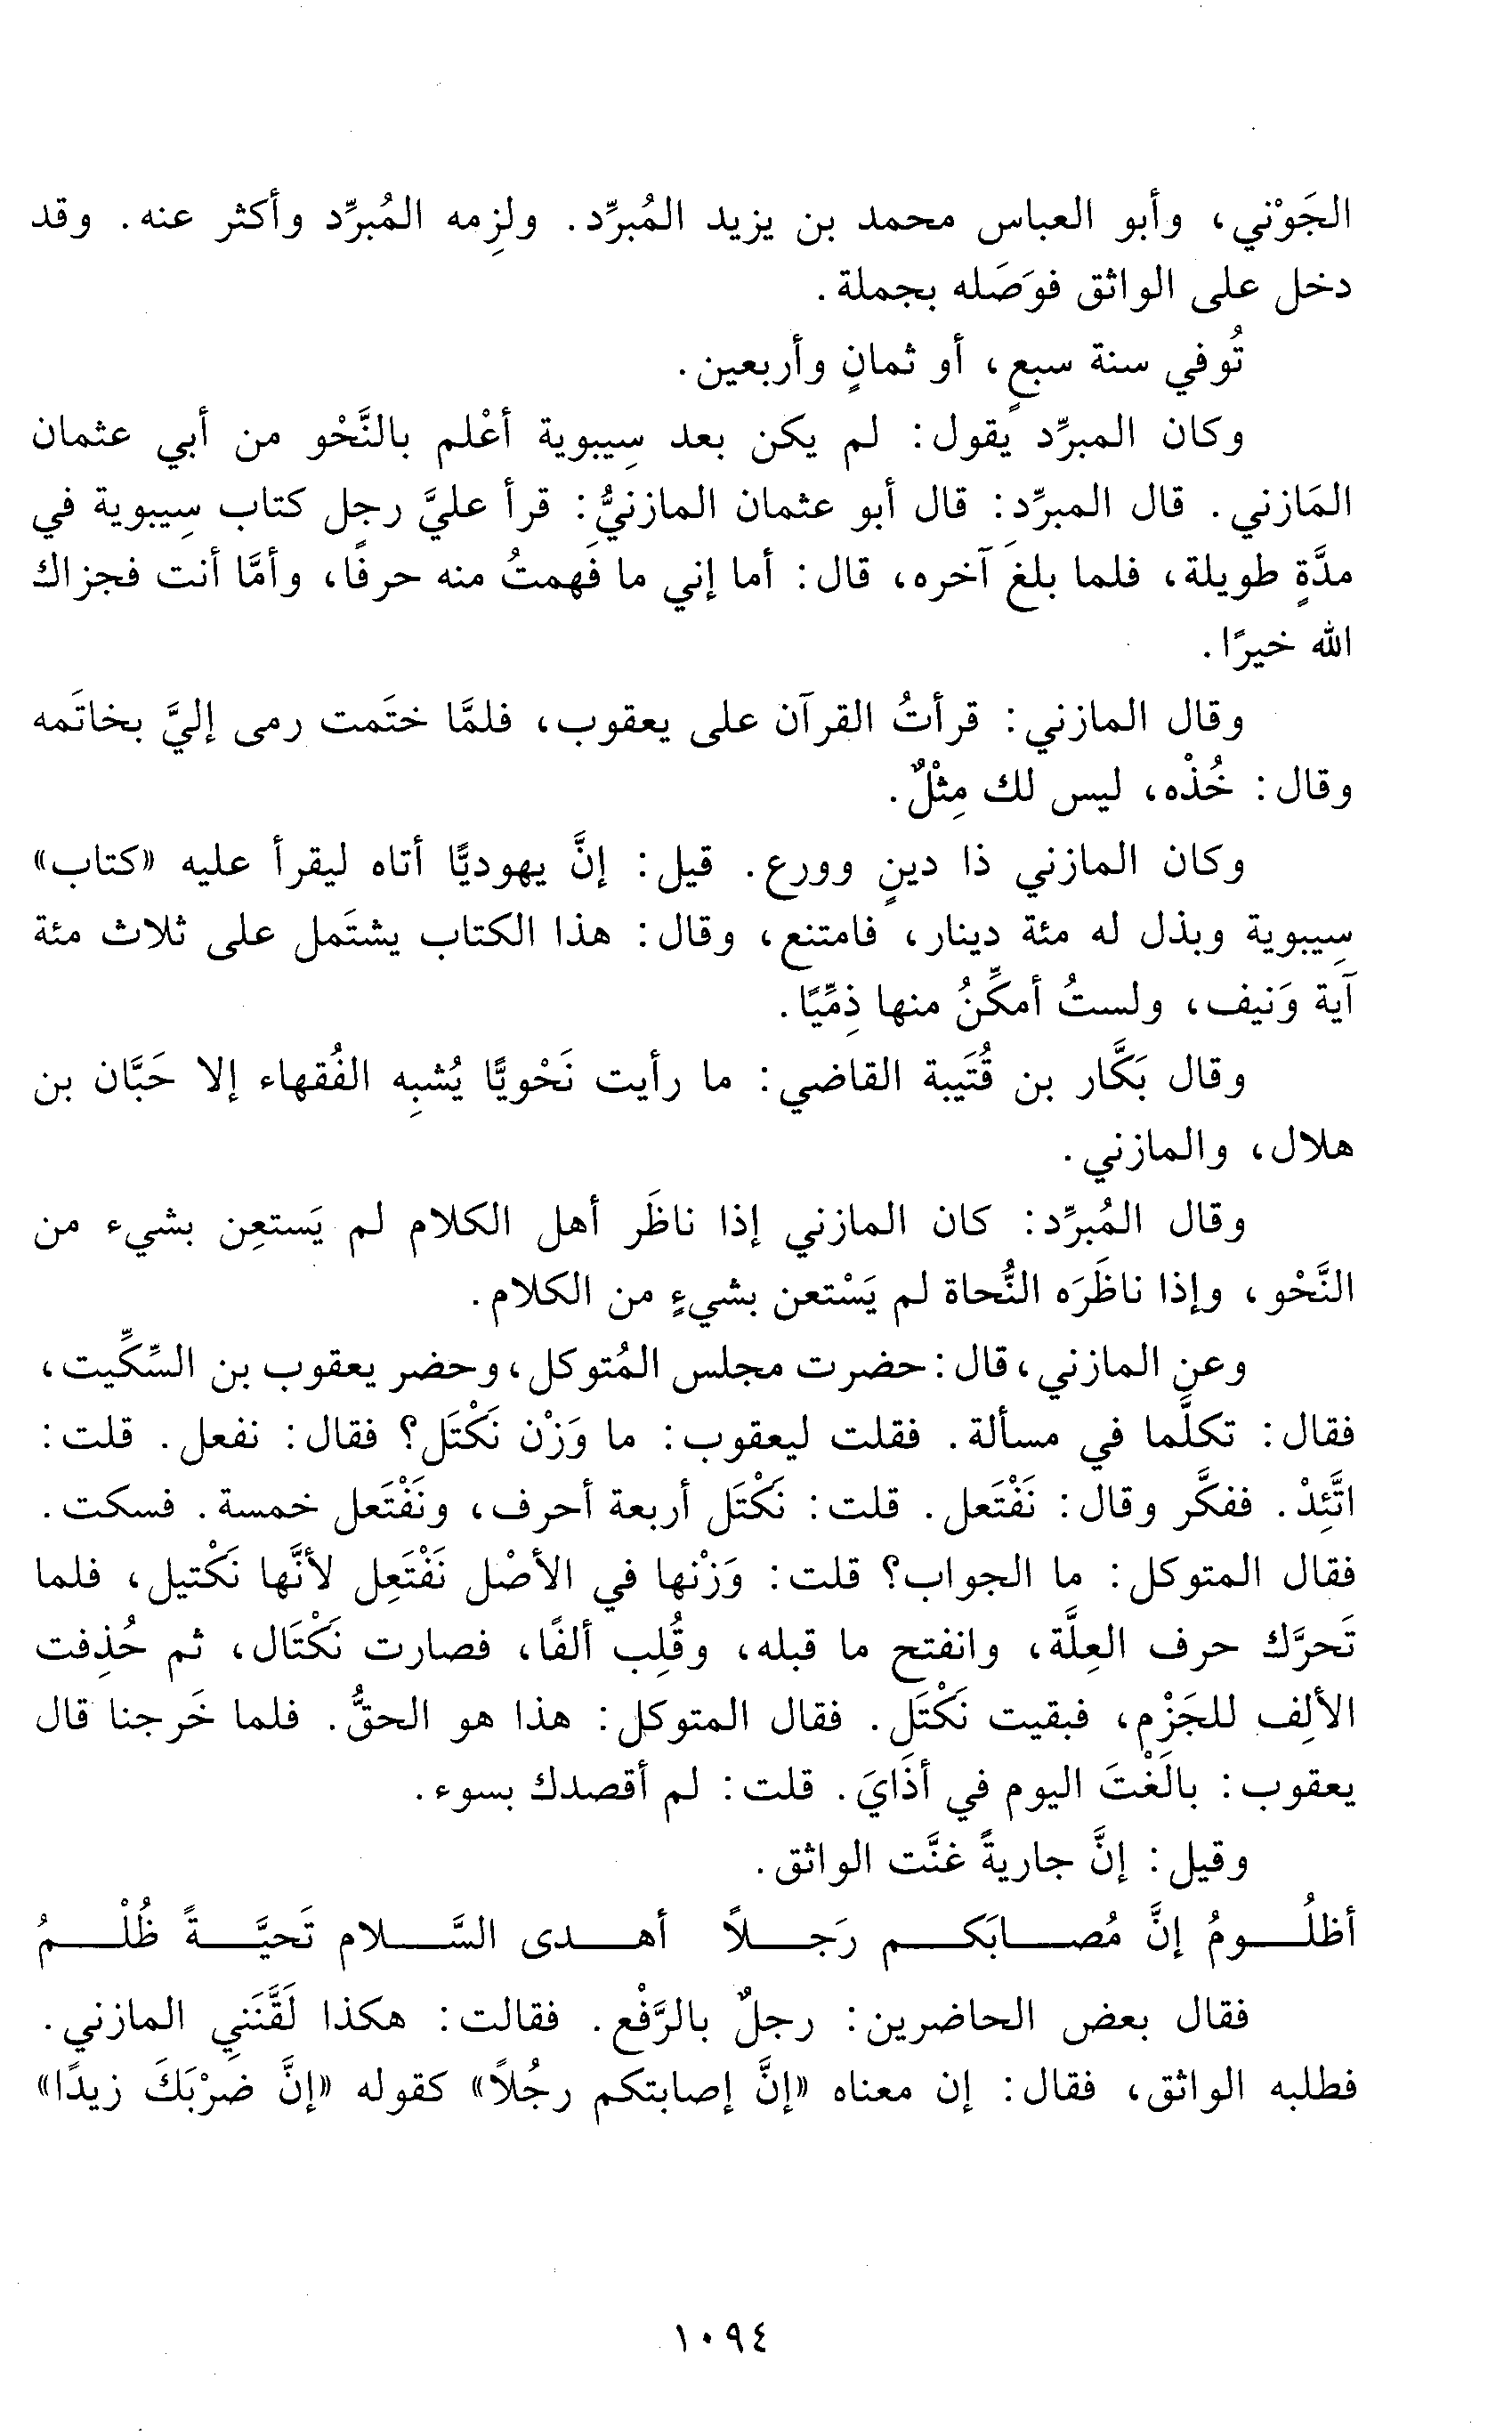 الجَوْني، وأبو العباس محمد بن يزيد المُبرِّد. ولزِمه المُبرِّد وأكثر عنه. وقد
دخل على الواثق فوَصَله بجملة.
تُوفي سنة سبعٍ، أو ثمانٍ وأربعين.
وكان المبرِّد يقول: لم يكن بعد سِيبوية أعْلم بالنَّحْو من أبي عثمان
المَازني. قال المبرِّد: قال أبو عثمان المازنيُّ: قرأ عليَّ رجل كتاب سِيبوية في
مدَّةٍ طويلة، فلما بلغَ آخره، قال: أما إني ما فَهمتُ منه حرفًا، وأمَّا أنت فجزاك
الله خيرًا.
وقال المازني: قرأتُ القرآن على يعقوب، فلمَّا ختَمت رمى إليَّ بخاتَمه
وقال: خُذْه، ليس لك مِثْلٌ.
وكان المازني ذا دينٍ وورع. قيل: إنَّ يهوديًّا أتاه ليقرأ عليه «كتاب»
سِيبوية وبذل له مئة دينار، فامتنع، وقال: هذا الكتاب يشتَمل على ثلاث مئة
آية وَنيف، ولستُ أمكِّنُ منها ذِمِّيًا.
وقال بَكَّار بن قُتَيبة القاضي: ما رأيت نَحْويًّا يُشبِه الفُقهاء إلا حَبَّان بن
هلال، والمازني.
وقال المُبرِّد: كان المازني إذا ناظَر أهل الكلام لم يَستعِن بشيء من
النَّحْو، وإذا ناظَرَه النُّحاة لم يَسْتعن بشيءٍ من الكلام.
وعن المازني، قال: حضرت مجلس المُتوكل، وحضر يعقوب بن السِّكِّيت،
فقال: تكلَّما في مسألة. فقلت ليعقوب: ما وَزْن نَكْتَل؟ فقال: نفعل. قلت:
اتَّئِدْ. ففكَّر وقال: نَفْتَعل. قلت: نَكْتَل أربعة أحرف، ونَفْتَعل خمسة. فسكت.
فقال المتوكل: ما الجواب؟ قلت: وَزْنها في الأصْل نَفْتَعِل لأنَّها نَكْتيل، فلما
تَحرَّك حرف العِلَّة، وانفتح ما قبله، وقُلِب ألفًا، فصارت نَكْتَال، ثم حُذِفت
الألِف للجَزْم، فبقيت نَكْتَل. فقال المتوكل: هذا هو الحقُّ. فلما خَرجنا قال
يعقوب: بالَغْتَ اليوم في أذَايَ. قلت: لم أقصدك بسوء.
وقيل: إنَّ جاريةً غنَّت الواثق.
أظلُـومُ إنَّ مُصـابَكـم رَجـلاً أهـدى السَّـلام تَحيَّـةً ظُلْـمُ
فقال بعض الحاضرين: رجلٌ بالرَّفْع. فقالت: هكذا لَقَّنَنيِ المازني.
فطلبه الواثق، فقال: إن معناه «إنَّ إصابتكم رجُلاً» كقوله «إنَّ ضَرْبَكَ زيدًا»
١٠٩٤